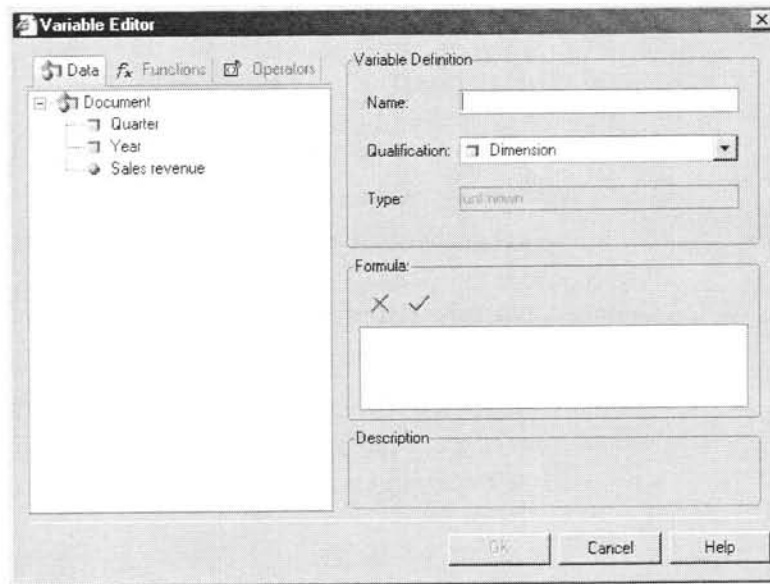 Variable Editor
Data
Functions
Operators
Document
Quarter
Year
Sales revenue
Variable Definition
Name:
Qualification: Dimension
Type: unknown
Formula:
Description
OK Cancel Help